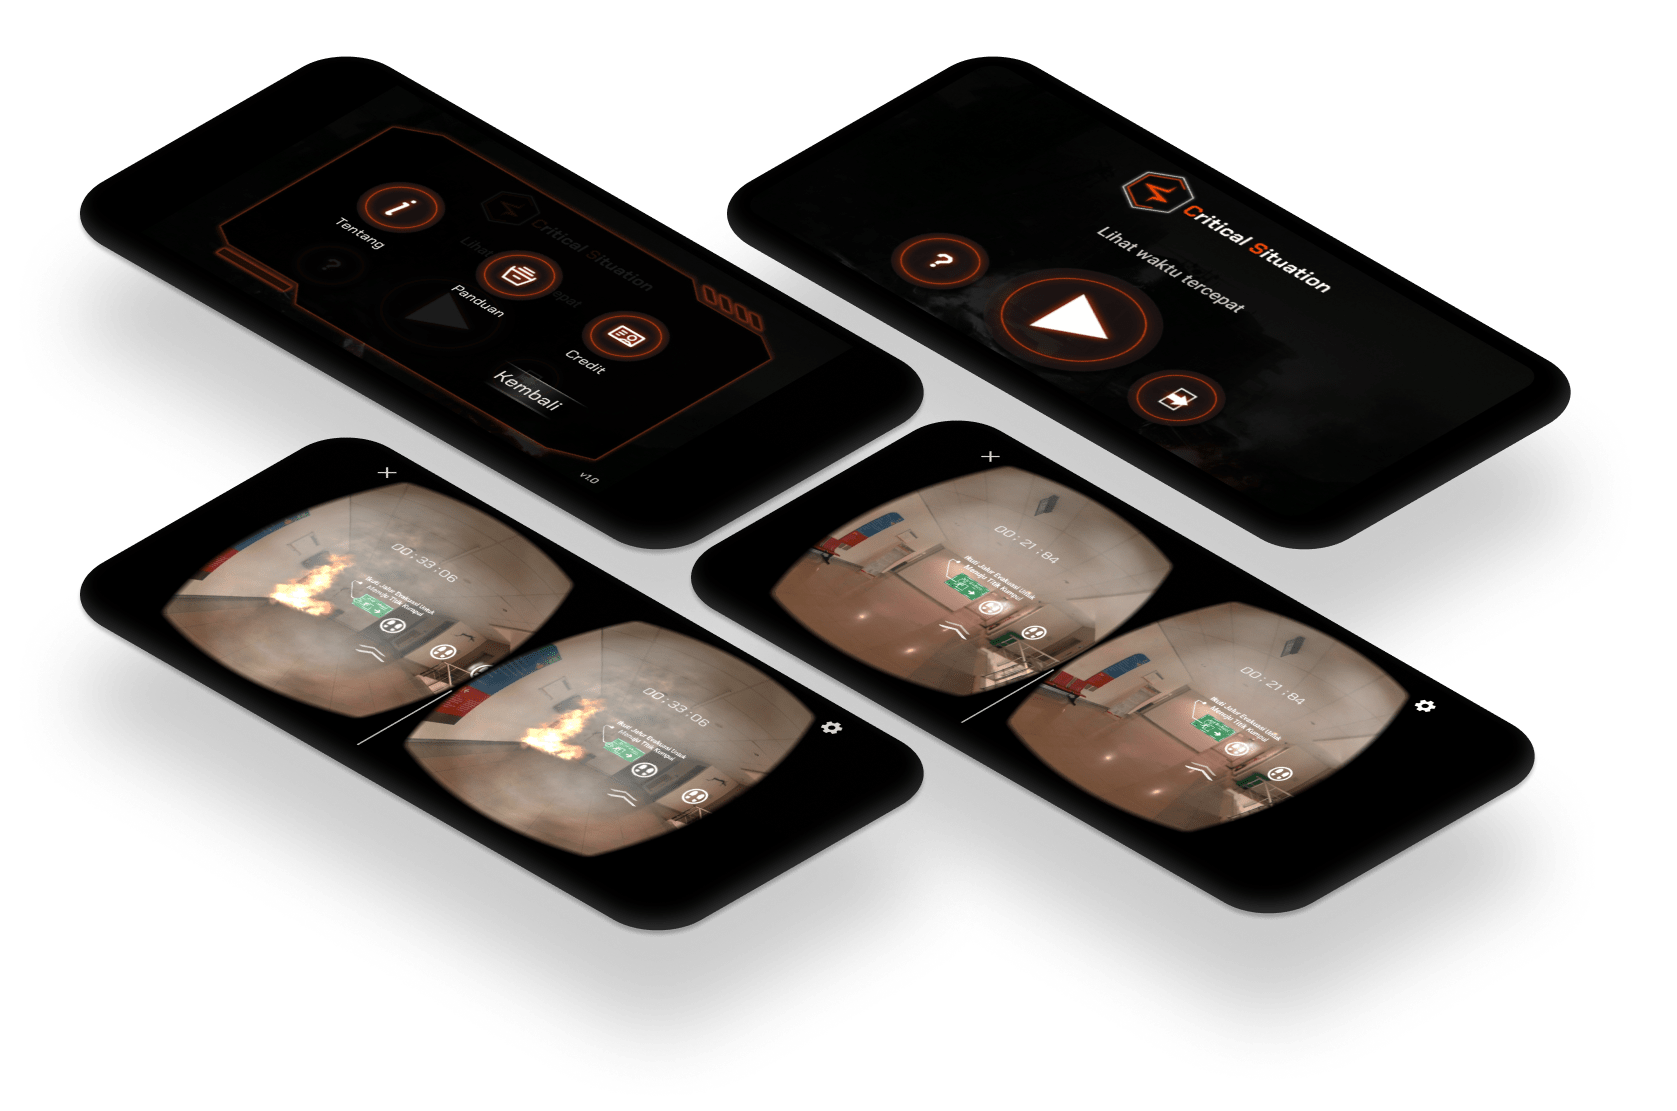 Tentang
Panduan
Credit
Kembali
v1.0
Critical Situation
Lihat
pat
?
Critical Situation
Lihat waktu tercepat
?
00:33:06
Ikuti Jalur Evakuasi Untuk
Menuju Titik Kumpul
00:33:06
Ikuti Jalur Evakuasi Untuk
Menuju Titik Kumpul
00:21:84
Ikuti Jalur Evakuasi Untuk
Menuju Titik Kumpul
00:21:84
Ikuti Jalur Evakuasi Untuk
Menuju Titik Kumpul